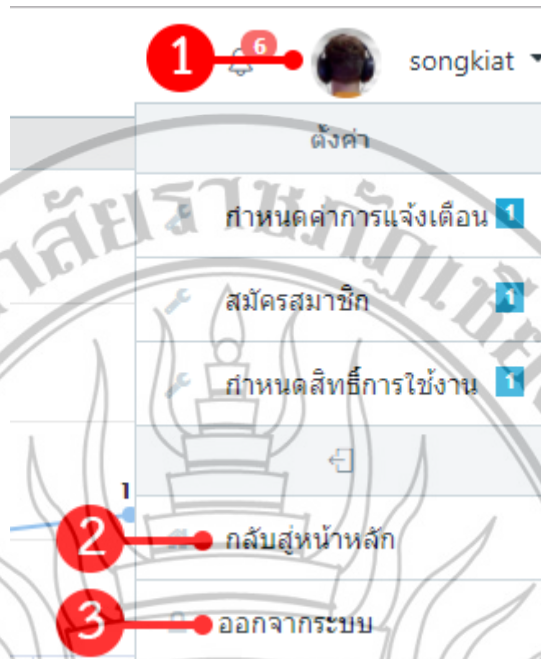 1 6 songkiat
ตั้งค่า
กำหนดค่าการแจ้งเตือน 1
สมัครสมาชิก 1
กำหนดสิทธิ์การใช้งาน 1
1
2 กลับสู่หน้าหลัก
3 ออกจากระบบ